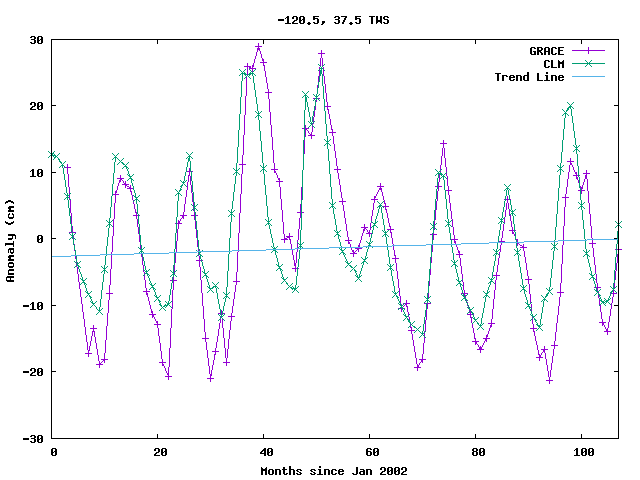 -120.5, 37.5 TWS
GRACE
CLM
Trend Line
30
20
10
0
-10
-20
-30
Anomaly (cm)
0 20 40 60 80 100
Months since Jan 2002